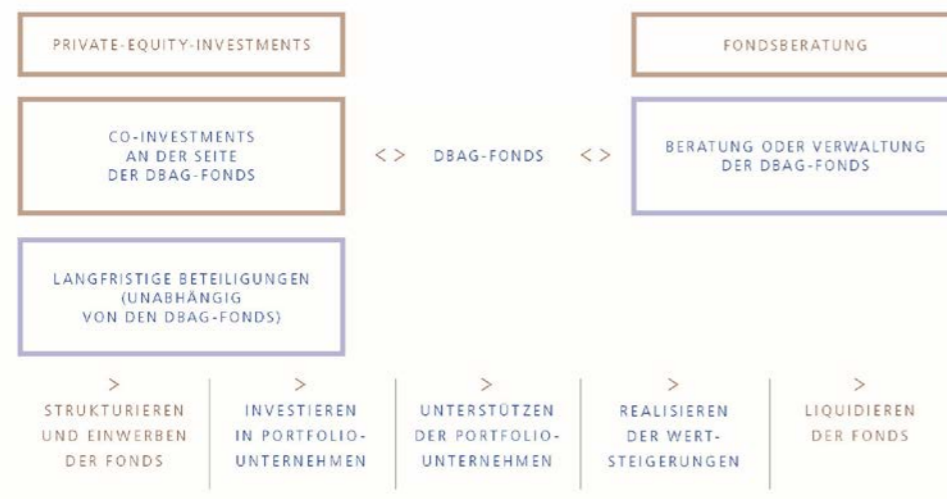 PRIVATE-EQUITY-INVESTMENTS
FONDSBERATUNG
CO-INVESTMENTS
AN DER SEITE
DER DBAG-FONDS
<> DBAG-FONDS <>
BERATUNG ODER VERWALTUNG
DER DBAG-FONDS
LANGFRISTIGE BETEILIGUNGEN
(UNABHÄNGIG
VON DEN DBAG-FONDS)
>
STRUKTURIEREN
UND EINWERBEN
DER FONDS
>
INVESTIEREN
IN PORTFOLIO-
UNTERNEHMEN
>
UNTERSTÜTZEN
DER PORTFOLIO-
UNTERNEHMEN
>
REALISIEREN
DER WERT-
STEIGERUNGEN
>
LIQUIDIEREN
DER FONDS